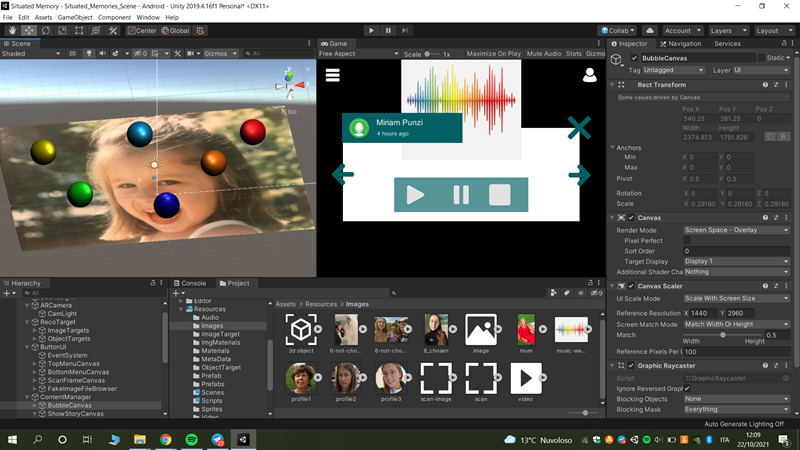 Situated Memory - Situated_Memories_Scene - Android - Unity 2019.4.16f1 Personal* <DX11>
File Edit Assets GameObject Component Window Help
Center Global Collab Account Layers Layout
Scene
Shaded 2D Gizmos All
Iso
Game
Free Aspect Scale 1x Maximize On Play Mute Audio Stats Gizmos
Miriam Punzi
4 hours ago
Inspector Navigation Services
BubbleCanvas Static
Tag Untagged Layer UI
Rect Transform
Some values driven by Canvas.
Pos X Pos Y Pos Z
346.25 261.25 0
Width Height
2374.813 1791.826
R
Anchors
Min X 0 Y 0
Max X 0 Y 0
Pivot X 0.5 Y 0.5
Rotation X 0 Y 0 Z 0
Scale X 0.29160 Y 0.29160 Z 0.29160
Canvas
Render Mode Screen Space - Overlay
Pixel Perfect
Sort Order 0
Target Display Display 1
Additional Shader Cha Nothing
Canvas Scaler
UI Scale Mode Scale With Screen Size
Reference Resolution X 1440 Y 2960
Screen Match Mode Match Width Or Height
Match 0.5
Width Height
Reference Pixels Per U 100
Graphic Raycaster
Script GraphicRaycaster
Ignore Reversed Grap
Blocking Objects None
Blocking Mask Everything
Hierarchy
All
ARCamera
CamLight
RecoTarget
ImageTargets
ObjectTargets
ButtonUI
EventSystem
TopMenuCanvas
BottomMenuCanvas
ScanFrameCanvas
FakeImageFileBrowser
ContentManager
BubbleCanvas
ShowStoryCanvas
Console Project
9
Editor
Resources
Audio
Images
ImageTarget
ImgMaterials
Materials
MetaData
ObjectTarget
Prefab
Prefabs
Scenes
Scripts
Sprites
Video
Assets > Resources > Images
3d object 6-not-cho... 6-not-cho... 6_chosen image mum music-wa...
profile1 profile2 profile3 scan-image scan video
Auto Generate Lighting Off
13°C Nuvoloso ITA 12:09
22/10/2021
3